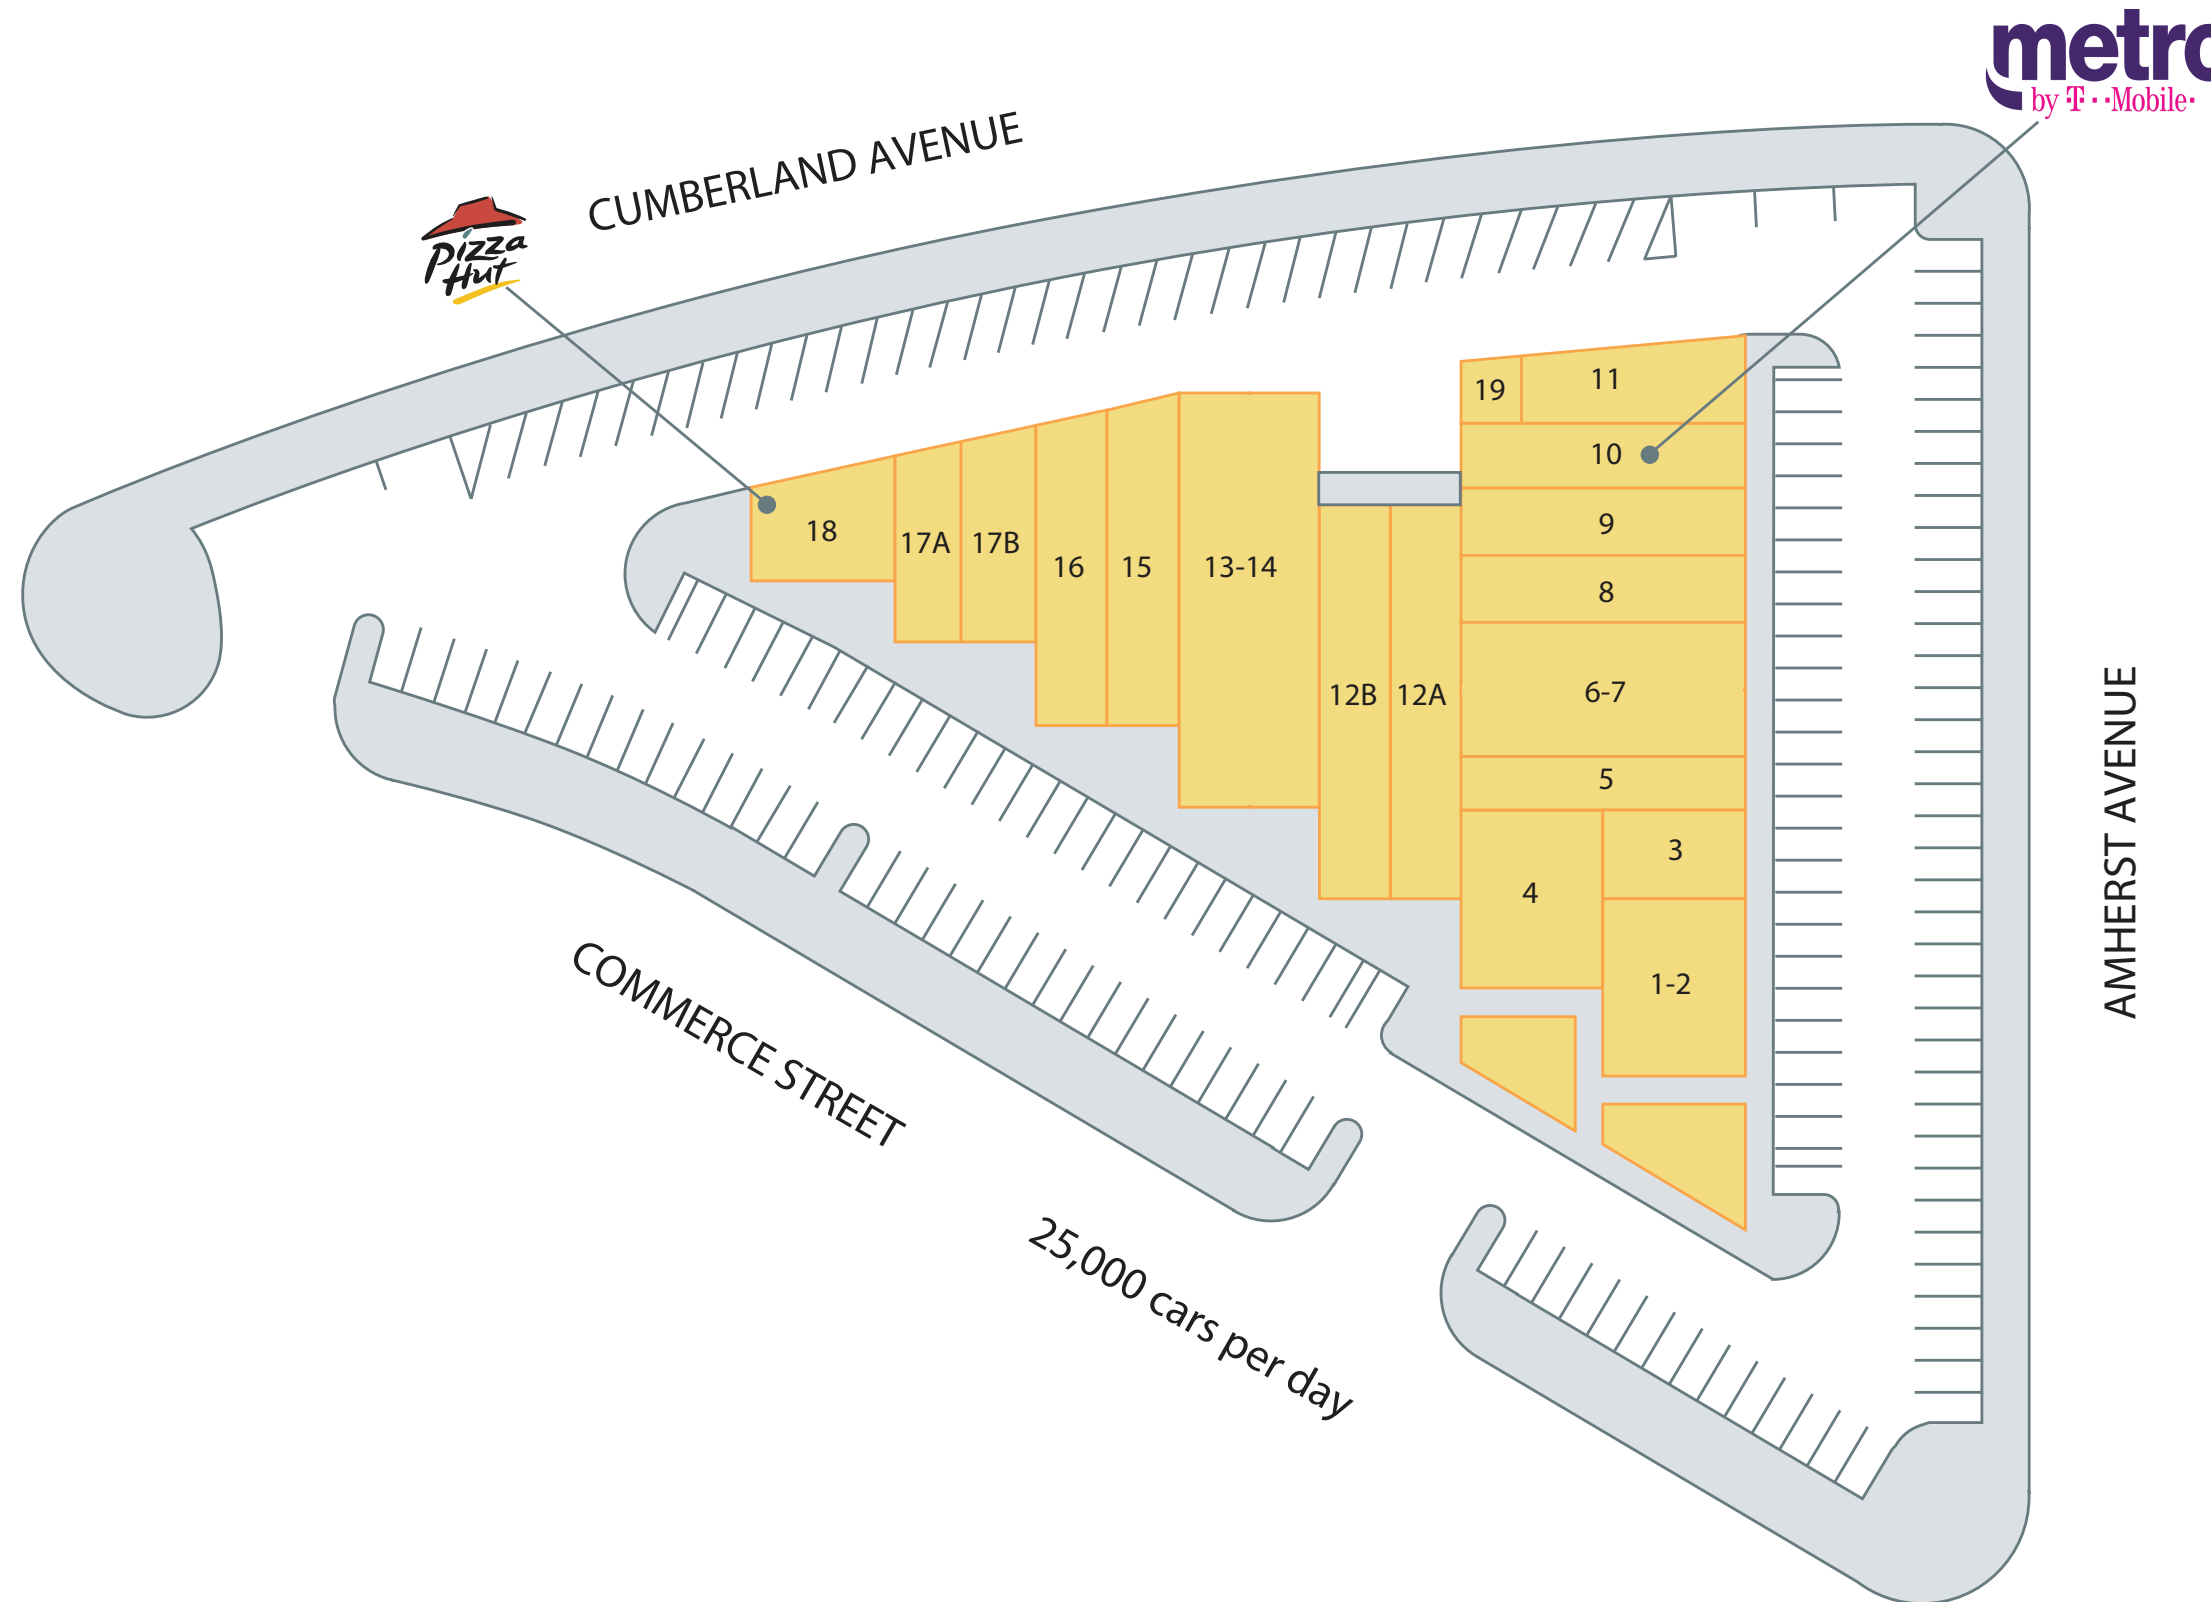 metro
by T··Mobile·
CUMBERLAND AVENUE
Pizza
Hut
19
11
10
9
8
6-7
5
3
4
1-2
18
17A
17B
16
15
13-14
12B
12A
AMHERST AVENUE
COMMERCE STREET
25,000 cars per day